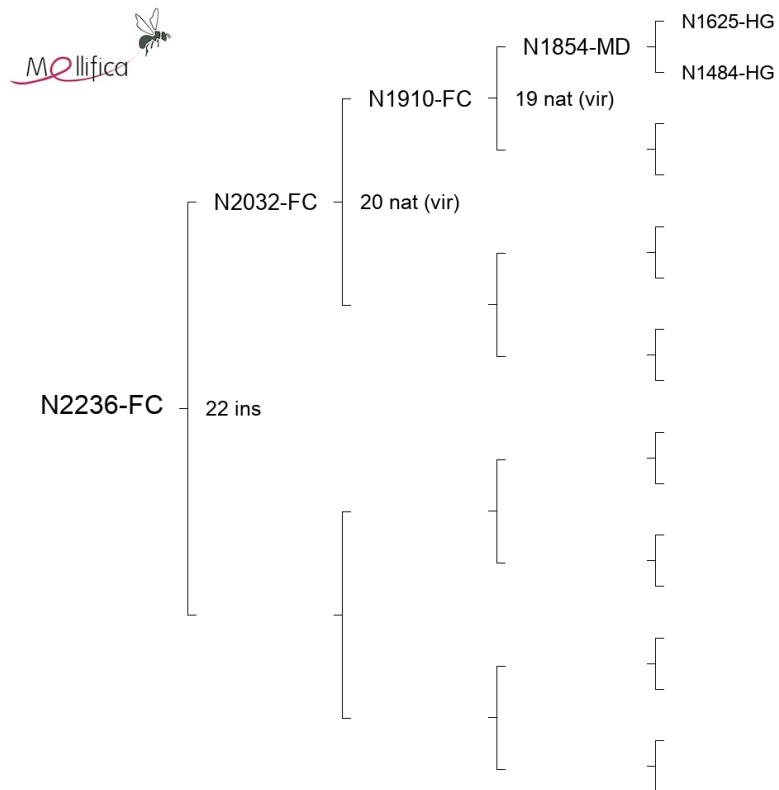 Mellifica
N1625-HG
N1854-MD
N1484-HG
N1910-FC
19 nat (vir)
N2032-FC
20 nat (vir)
N2236-FC
22 ins